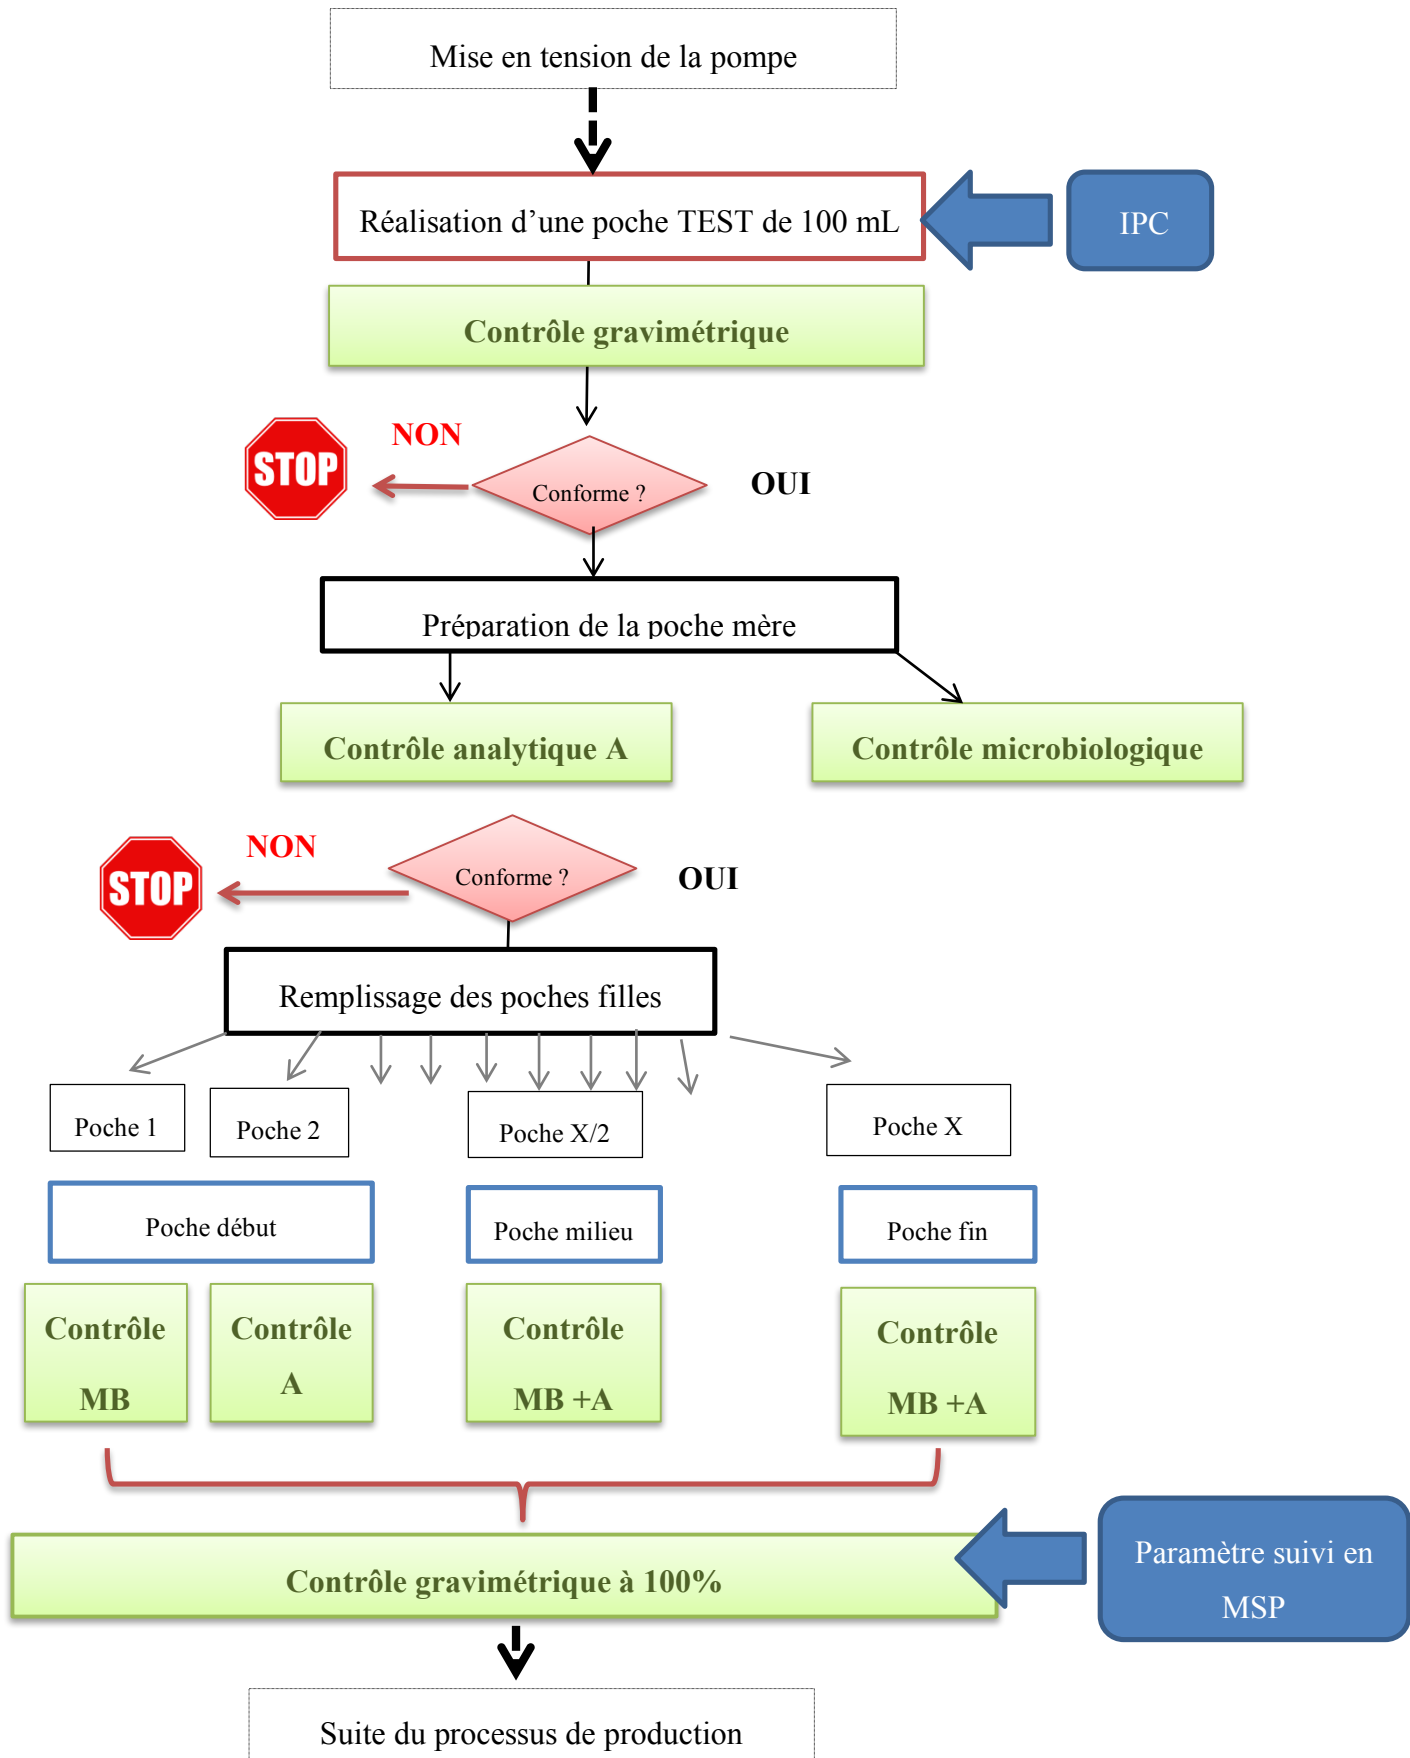 Mise en tension de la pompe
Réalisation d’une poche TEST de 100 mL
IPC
Contrôle gravimétrique
STOP
NON
Conforme ?
OUI
Préparation de la poche mère
Contrôle analytique A
Contrôle microbiologique
STOP
NON
Conforme ?
OUI
Remplissage des poches filles
Poche 1
Poche 2
Poche X/2
Poche X
Poche début
Poche milieu
Poche fin
Contrôle
MB
Contrôle
A
Contrôle
MB +A
Contrôle
MB +A
Contrôle gravimétrique à 100%
Paramètre suivi en
MSP
Suite du processus de production